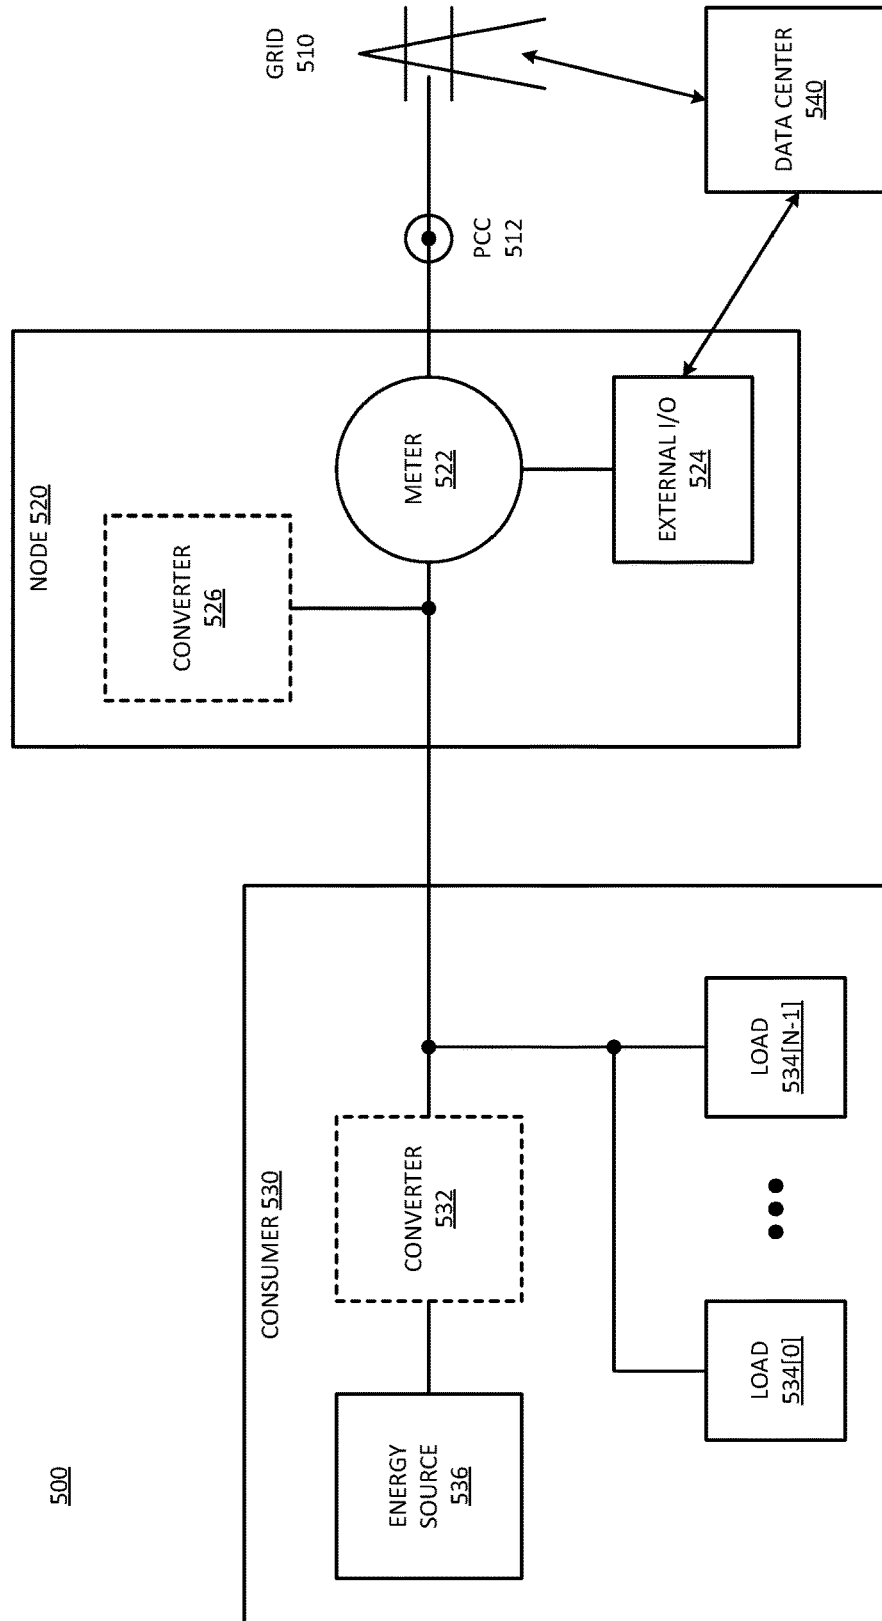 500
CONSUMER 530
ENERGY
SOURCE
536
CONVERTER
532
LOAD
534[0]
LOAD
534[N-1]
NODE 520
CONVERTER
526
METER
522
EXTERNAL I/O
524
PCC
512
GRID
510
DATA CENTER
540